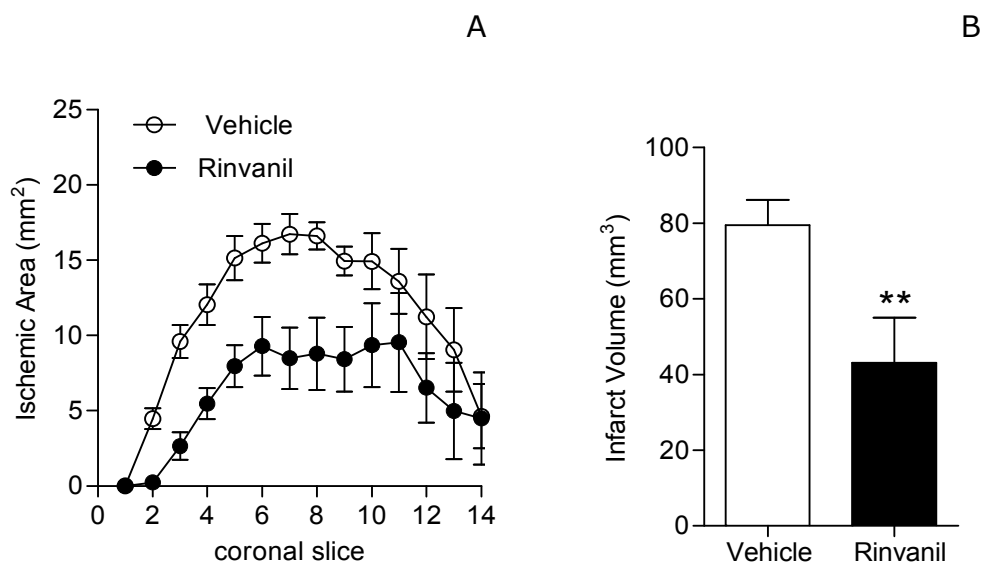 A
B
25
20
15
10
5
0
Ischemic Area (mm²)
Vehicle
Rinvanil
0 2 4 6 8 10 12 14
coronal slice
100
80
60
40
20
0
Infarct Volume (mm³)
**
Vehicle Rinvanil